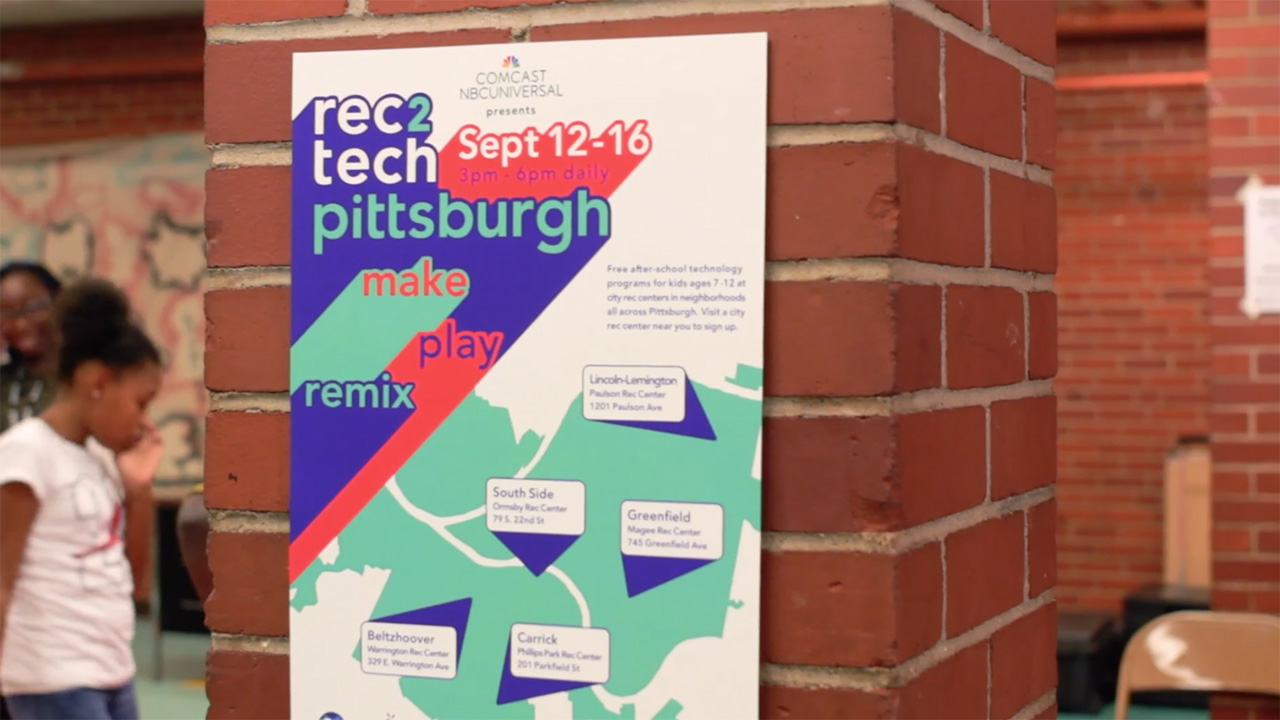 COMCAST
NBCUNIVERSAL
presents
rec2
tech
pittsburgh
Sept 12-16
3pm - 6pm daily
make
play
remix
Free after-school technology
programs for kids ages 7-12 at
city rec centers in neighborhoods
all across Pittsburgh. Visit a city
rec center near you to sign up.
Lincoln-Lemington
Paulson Rec Center
1201 Paulson Ave
South Side
Ormsby Rec Center
79 S. 22nd St
Greenfield
Magee Rec Center
745 Greenfield Ave
Beltzhoover
Warrington Rec Center
329 E. Warrington Ave
Carrick
Phillips Park Rec Center
201 Parkfield St